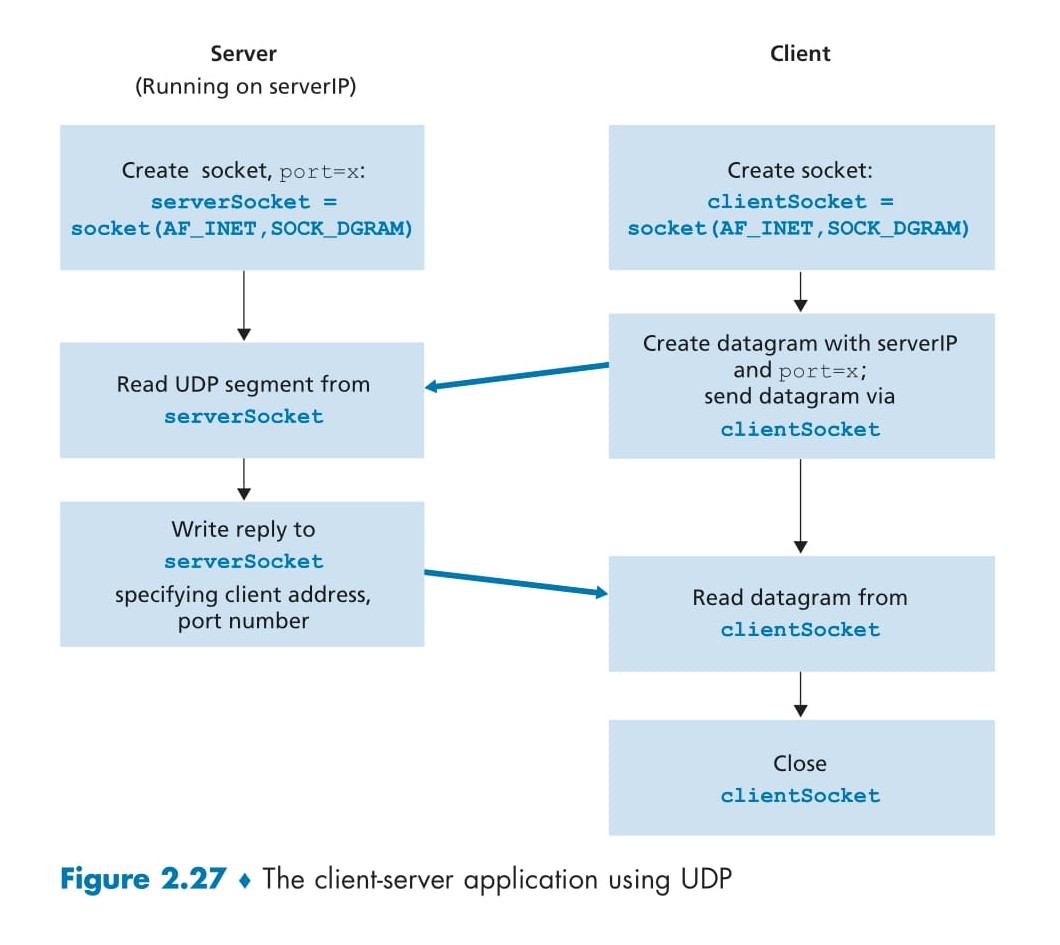 Server
(Running on serverIP)
Create socket, port=x:
serverSocket =
socket(AF_INET,SOCK_DGRAM)
Read UDP segment from
serverSocket
Write reply to
serverSocket
specifying client address,
port number
Client
Create socket:
clientSocket =
socket(AF_INET,SOCK_DGRAM)
Create datagram with serverIP
and port=x;
send datagram via
clientSocket
Read datagram from
clientSocket
Close
clientSocket
Figure 2.27 ♦ The client-server application using UDP